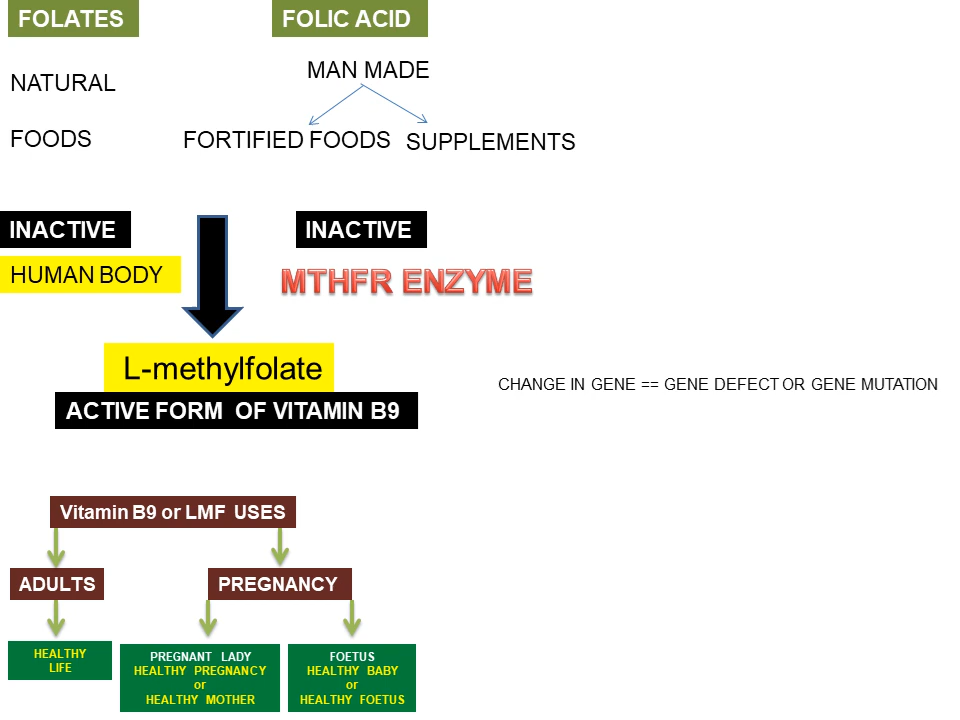 FOLATES
FOLIC ACID
NATURAL
FOODS
MAN MADE
FORTIFIED FOODS
SUPPLEMENTS
INACTIVE
HUMAN BODY
INACTIVE
MTHFR ENZYME
L-methylfolate
ACTIVE FORM OF VITAMIN B9
CHANGE IN GENE == GENE DEFECT OR GENE MUTATION
Vitamin B9 or LMF USES
ADULTS
PREGNANCY
HEALTHY
LIFE
PREGNANT LADY
HEALTHY PREGNANCY
or
HEALTHY MOTHER
FOETUS
HEALTHY BABY
or
HEALTHY FOETUS